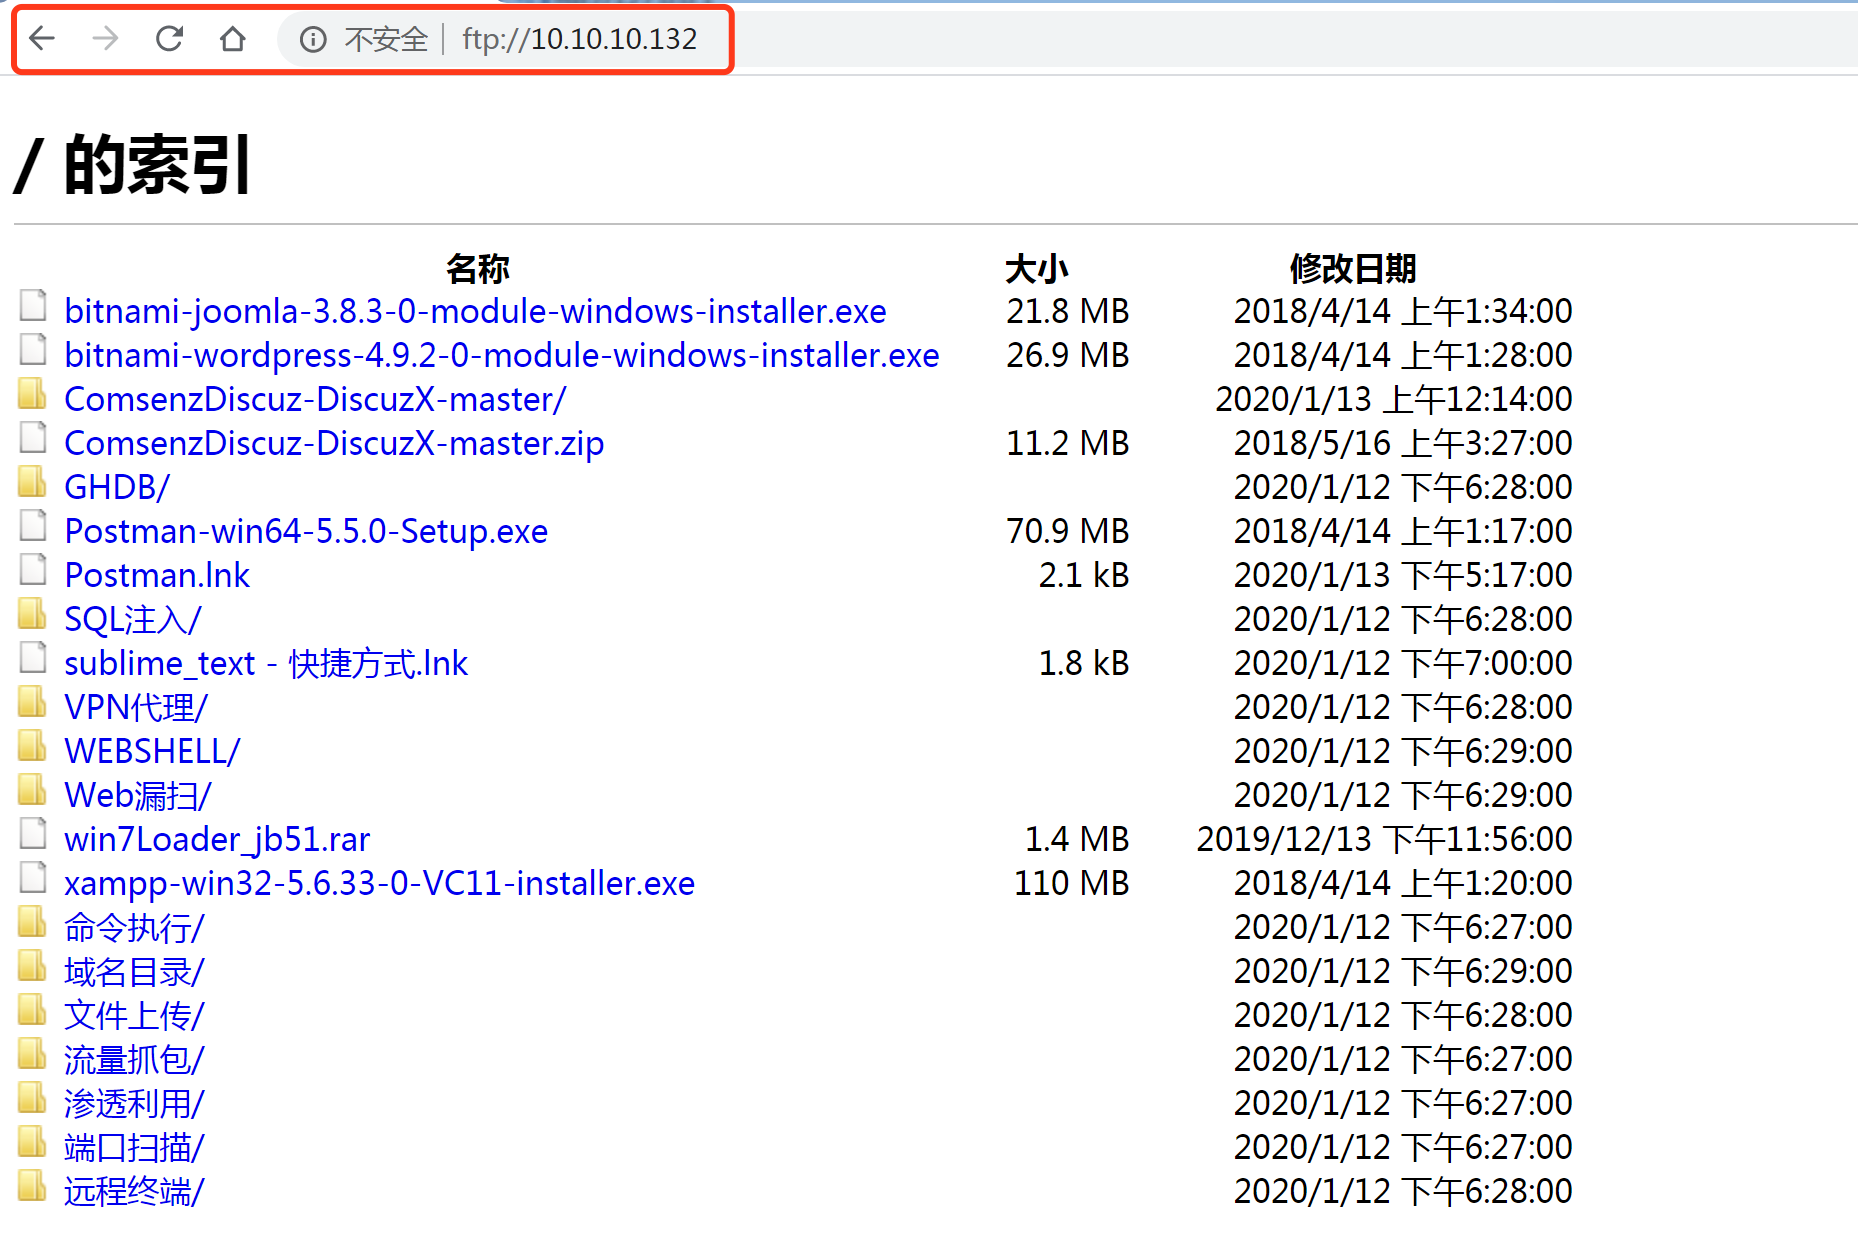 不安全 ftp://10.10.10.132
/ 的索引
名称 大小 修改日期
bitnami-joomla-3.8.3-0-module-windows-installer.exe 21.8 MB 2018/4/14 上午1:34:00
bitnami-wordpress-4.9.2-0-module-windows-installer.exe 26.9 MB 2018/4/14 上午1:28:00
ComsenzDiscuz-DiscuzX-master/ 2020/1/13 上午12:14:00
ComsenzDiscuz-DiscuzX-master.zip 11.2 MB 2018/5/16 上午3:27:00
GHDB/ 2020/1/12 下午6:28:00
Postman-win64-5.5.0-Setup.exe 70.9 MB 2018/4/14 上午1:17:00
Postman.lnk 2.1 kB 2020/1/13 下午5:17:00
SQL注入/ 2020/1/12 下午6:28:00
sublime_text - 快捷方式.lnk 1.8 kB 2020/1/12 下午7:00:00
VPN代理/ 2020/1/12 下午6:28:00
WEBSHELL/ 2020/1/12 下午6:29:00
Web漏扫/ 2020/1/12 下午6:29:00
win7Loader_jb51.rar 1.4 MB 2019/12/13 下午11:56:00
xampp-win32-5.6.33-0-VC11-installer.exe 110 MB 2018/4/14 上午1:20:00
命令执行/ 2020/1/12 下午6:27:00
域名目录/ 2020/1/12 下午6:29:00
文件上传/ 2020/1/12 下午6:28:00
流量抓包/ 2020/1/12 下午6:27:00
渗透利用/ 2020/1/12 下午6:27:00
端口扫描/ 2020/1/12 下午6:27:00
远程终端/ 2020/1/12 下午6:28:00